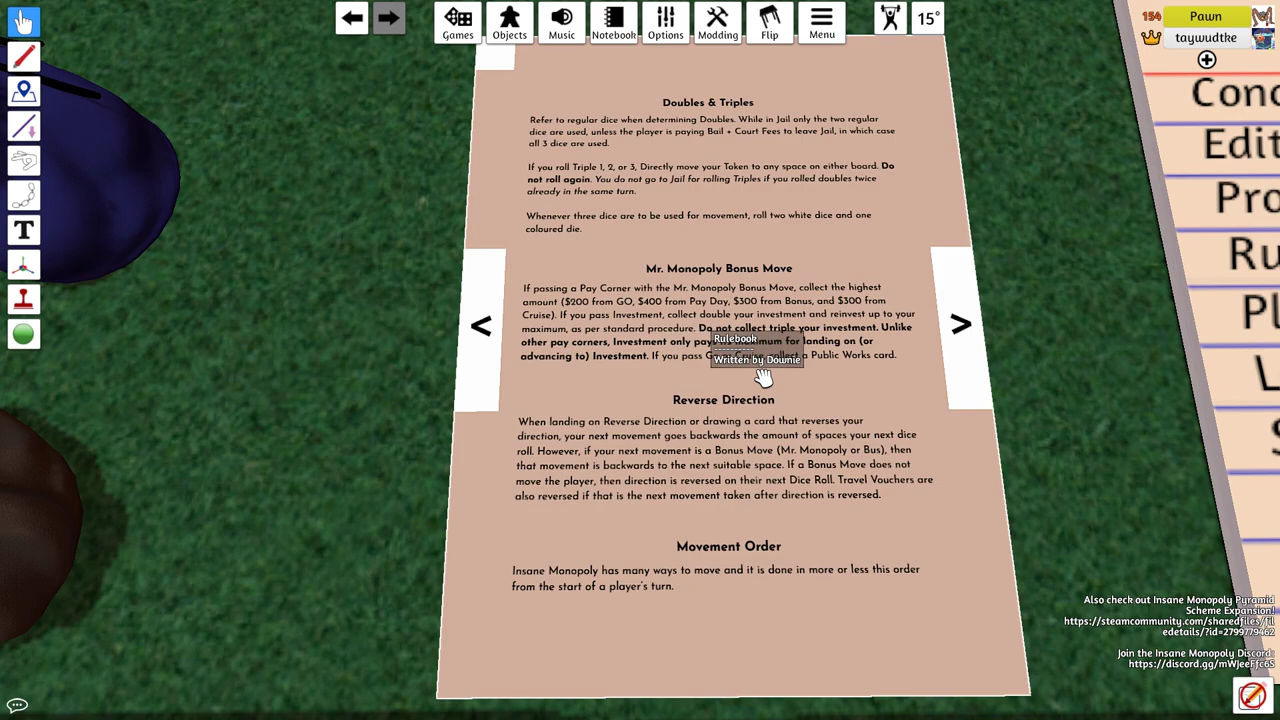 Games
Objects
Music
Notebook
Options
Modding
Flip
Menu
15°
154
Pawn
taywudtke
T
Doubles & Triples
Refer to regular dice when determining Doubles. While in Jail only the two regular
dice are used, unless the player is paying Bail + Court Fees to leave Jail, in which case
all 3 dice are used.
If you roll Triple 1, 2, or 3, Directly move your Token to any space on either board. Do
not roll again. You do not go to Jail for rolling Triples if you rolled doubles twice
already in the same turn.
Whenever three dice are to be used for movement, roll two white dice and one
coloured die.
Mr. Monopoly Bonus Move
If passing a Pay Corner with the Mr. Monopoly Bonus Move, collect the highest
amount ($200 from GO, $400 from Pay Day, $300 from Bonus, and $300 from
Cruise). If you pass Investment, collect double your investment and reinvest up to your
maximum, as per standard procedure. Do not collect triple your investment. Unlike
other pay corners, Investment only pays for landing on (or
advancing to) Investment. If you pass collect a Public Works card.
Rulebook
----------
Written by Downie
<
>
Reverse Direction
When landing on Reverse Direction or drawing a card that reverses your
direction, your next movement goes backwards the amount of spaces your next dice
roll. However, if your next movement is a Bonus Move (Mr. Monopoly or Bus), then
that movement is backwards to the next suitable space. If a Bonus Move does not
move the player, then direction is reversed on their next Dice Roll. Travel Vouchers are
also reversed if that is the next movement taken after direction is reversed.
Movement Order
Insane Monopoly has many ways to move and it is done in more or less this order
from the start of a player's turn.
Conc
Edit
Pro
Ru
Pl
L
S
Also check out Insane Monopoly Pyramid
Scheme Expansion!
https://steamcommunity.com/sharedfiles/fil
edetails/?id=2799779462
Join the Insane Monopoly Discord:
https://discord.gg/mWJeeFfc6S